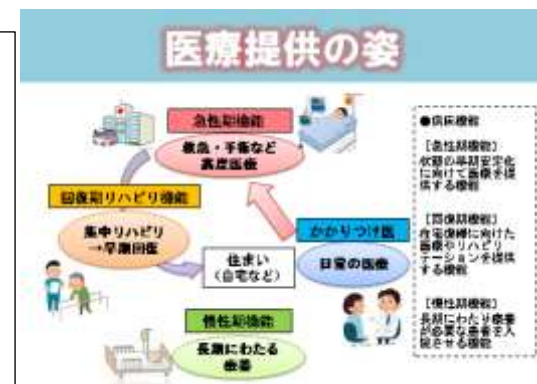 医療提供の姿
急性期機能
救急・手術など
高度医療
回復期リハビリ機能
集中リハビリ
→早期回復
かかりつけ医
日常の医療
住まい
（自宅など）
慢性期機能
長期にわたる
療養
●病床機能
［急性期機能］
状態の早期安定化
に向けて医療を提
供する機能
［回復期機能］
在宅復帰に向けた
医療やリハビリ
テーションを提供
する機能
［慢性期機能］
長期にわたり療養
が必要な患者を入
院させる機能